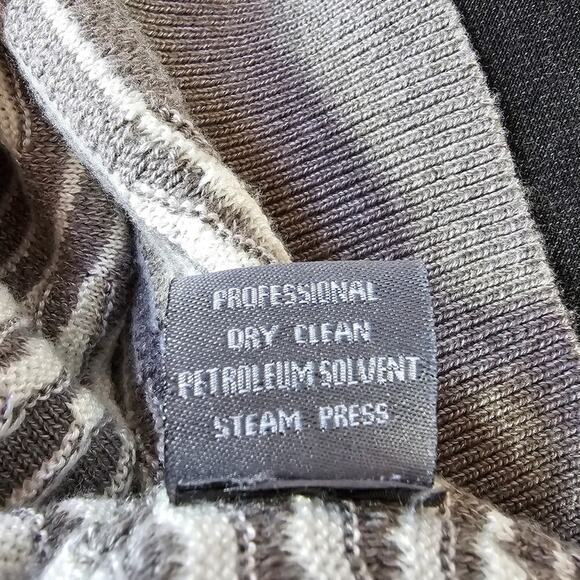 PROFESSIONAL
DRY CLEAN
PETROLEUM SOLVENT
STEAM PRESS